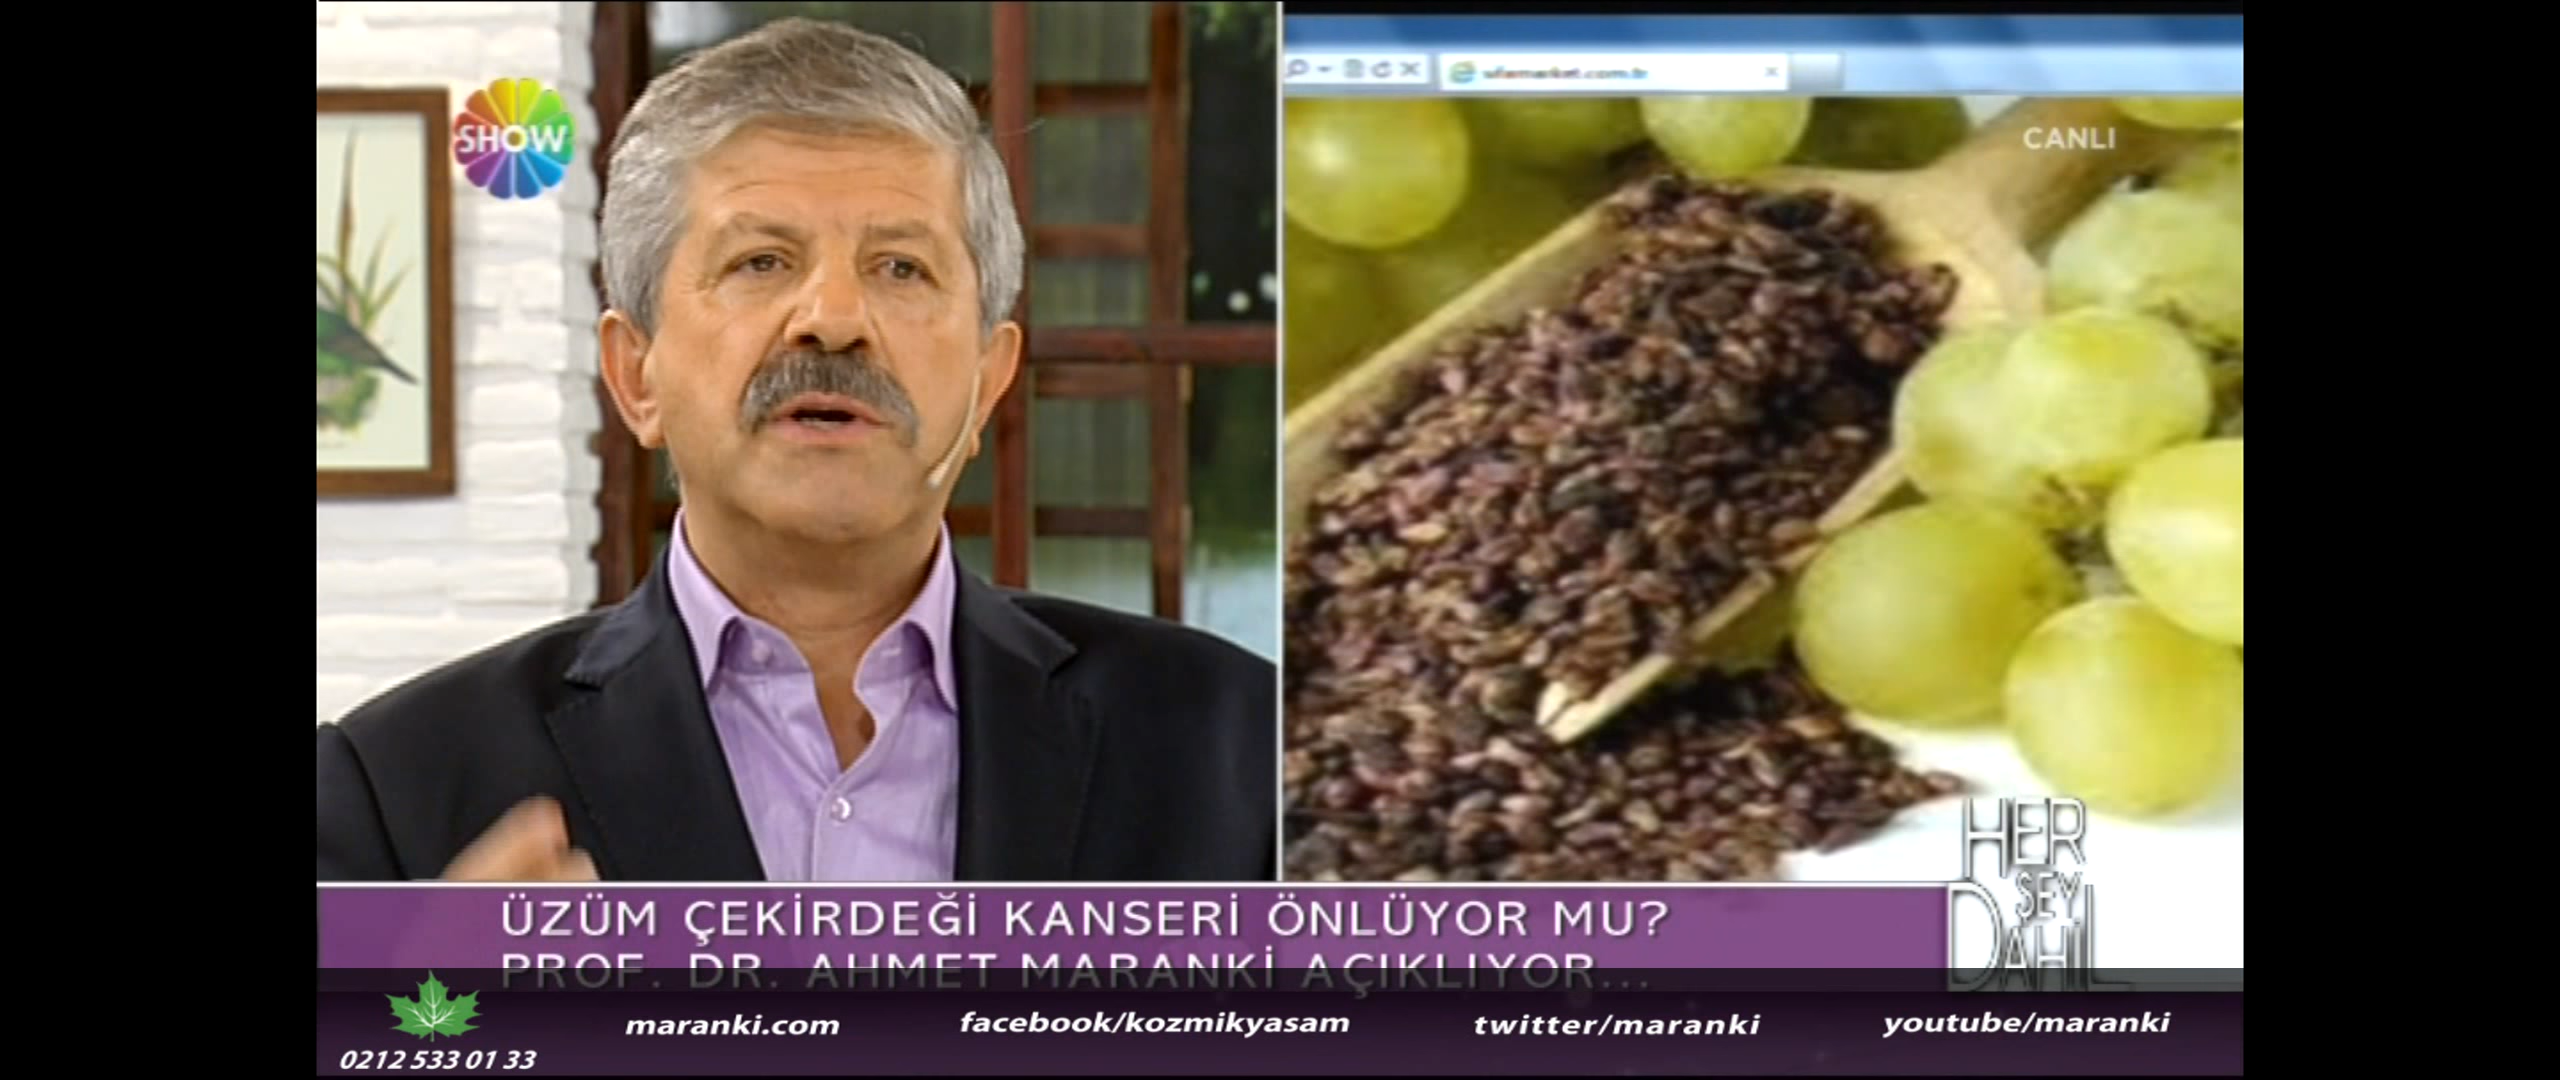 SHOW
CANLI
HER
ŞEY
DAHİL
ÜZÜM ÇEKİRDEĞİ KANSERİ ÖNLÜYOR MU?
PROF. DR. AHMET MARANKİ AÇIKLIYOR...
maranki.com
facebook/kozmikyasam
twitter/maranki
youtube/maranki
0212 533 01 33